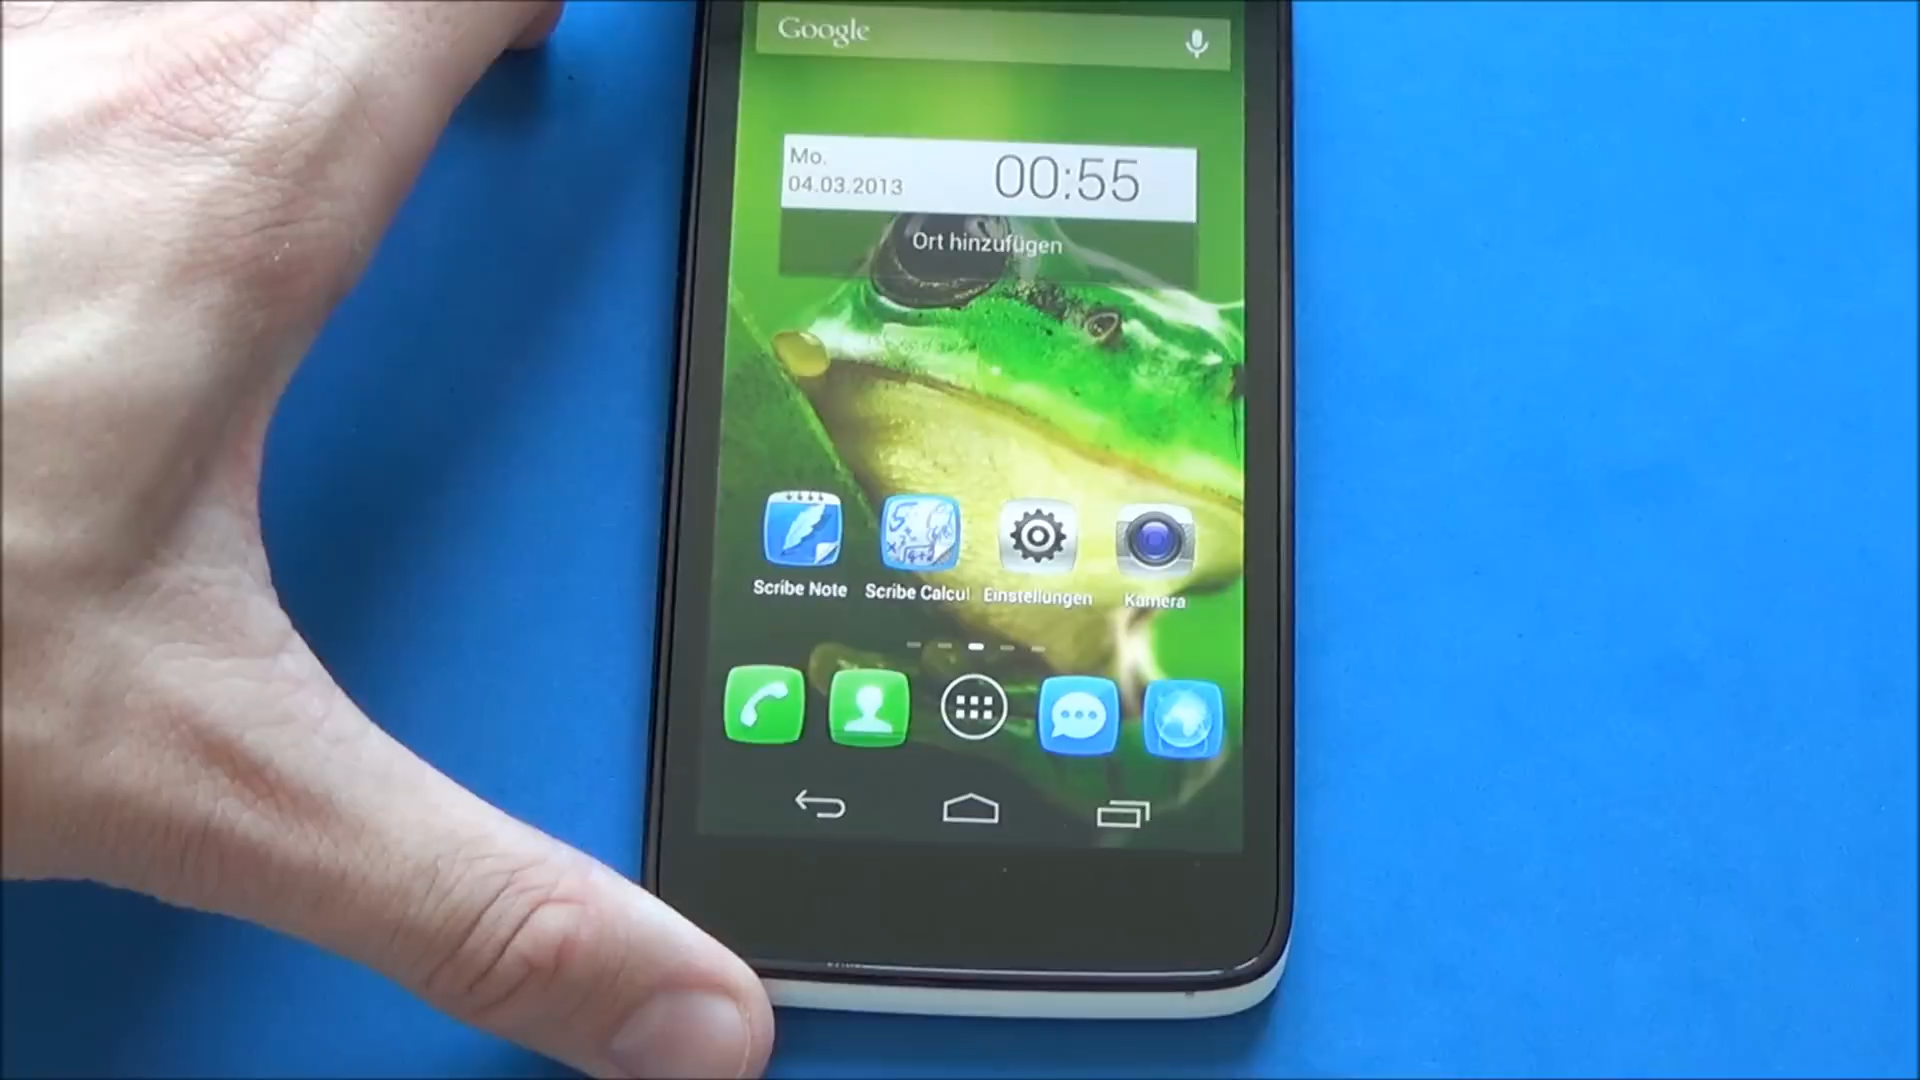 Google
Mo.
04.03.2013
00:55
Ort hinzufügen
Scribe Note
Scribe Calcul
Einstellungen
Kamera